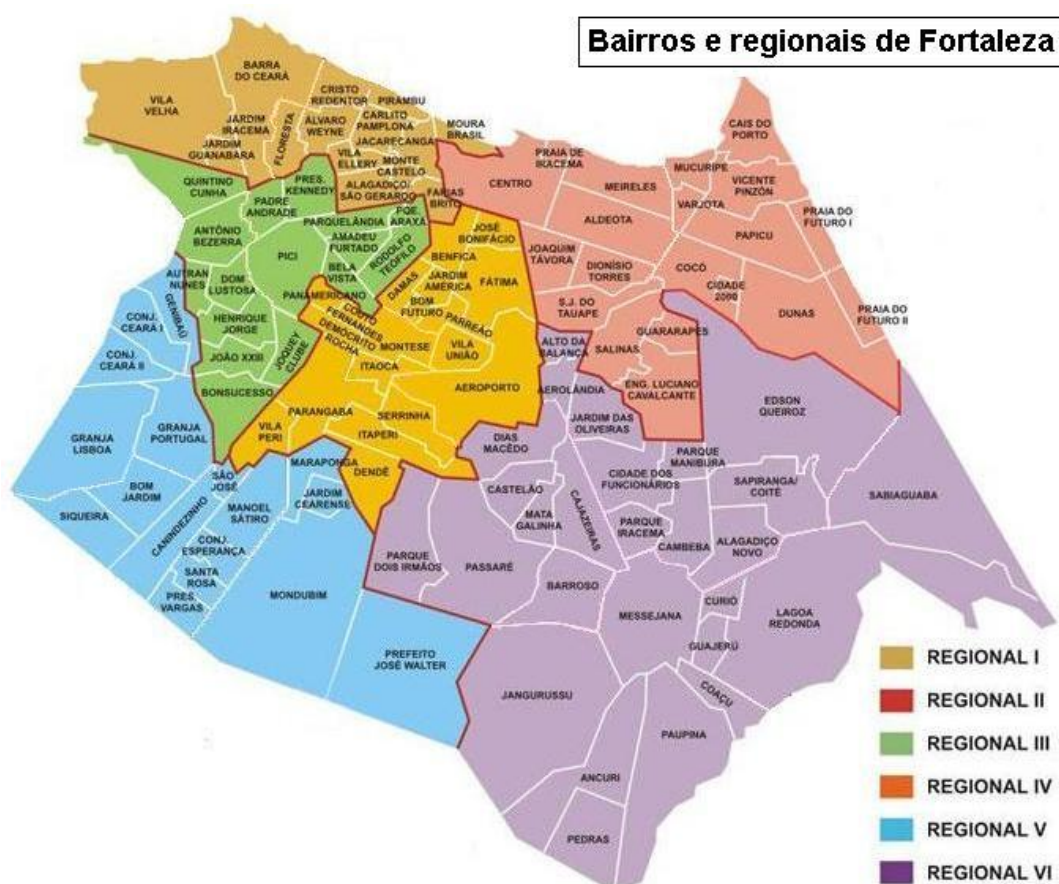 Bairros e regionais de Fortaleza
VILA
VELHA
BARRA
DO CEARÁ
JARDIM
IRACEMA
JARDIM
GUANABARA
FLORESTA
CRISTO
REDENTOR
PIRAMBU
ÁLVARO
WEYNE
CARLITO
PAMPLONA
JACARECANGA
VILA
ELLERY
MONTE
CASTELO
ALAGADIÇO/
SÃO GERARDO
FARIAS
BRITO
MOURA
BRASIL
QUINTINO
CUNHA
PADRE
ANDRADE
PRES.
KENNEDY
PARQUELÂNDIA
PQE.
ARAXÁ
AMADEU
FURTADO
RODOLFO
TEÓFILO
ANTÔNIO
BEZERRA
PICI
BELA
VISTA
AUTRAN
NUNES
DOM
LUSTOSA
PANAMERICANO
HENRIQUE
JORGE
JOÃO XXIII
JOQUEY
CLUBE
BONSUCESSO
CENTRO
PRAIA DE
IRACEMA
MEIRELES
MUCURIPE
CAIS DO
PORTO
VARJOTA
VICENTE
PINZÓN
PRAIA DO
FUTURO I
ALDEOTA
PAPICU
JOAQUIM
TÁVORA
DIONÍSIO
TORRES
COCÓ
CIDADE
2000
DUNAS
PRAIA DO
FUTURO II
S.J. DO
TAUAPE
GUARARAPES
SALINAS
ENG. LUCIANO
CAVALCANTE
JOSÉ
BONIFÁCIO
BENFICA
JARDIM
AMÉRICA
FÁTIMA
DAMAS
BOM
FUTURO
PARREÃO
COUTO
FERNANDES
DEMÓCRITO
ROCHA
MONTESE
VILA
UNIÃO
ITAOCA
AEROPORTO
PARANGABA
SERRINHA
VILA
PERI
ITAPERI
DENDÊ
GENIBAÚ
CONJ.
CEARÁ I
CONJ.
CEARÁ II
GRANJA
LISBOA
GRANJA
PORTUGAL
BOM
JARDIM
SIQUEIRA
CANINDEZINHO
SÃO
JOSÉ
MARAPONGA
JARDIM
CEARENSE
MANOEL
SÁTIRO
CONJ.
ESPERANÇA
SANTA
ROSA
PRES.
VARGAS
MONDUBIM
PREFEITO
JOSÉ WALTER
ALTO DA
BALANÇA
AEROLÂNDIA
JARDIM DAS
OLIVEIRAS
EDSON
QUEIROZ
DIAS
MACÊDO
CIDADE DOS
FUNCIONÁRIOS
PARQUE
MANIBURA
SAPIRANGA/
COITÉ
SABIAGUABA
CASTELÃO
MATA
GALINHA
CAJAZEIRAS
PARQUE
IRACEMA
CAMBEBA
ALAGADIÇO
NOVO
PARQUE
DOIS IRMÃOS
PASSARÉ
BARROSO
MESSEJANA
CURIÓ
LAGOA
REDONDA
GUAJERÚ
COAÇU
JANGURUSSU
PAUPINA
ANCURI
PEDRAS
REGIONAL I
REGIONAL II
REGIONAL III
REGIONAL IV
REGIONAL V
REGIONAL VI